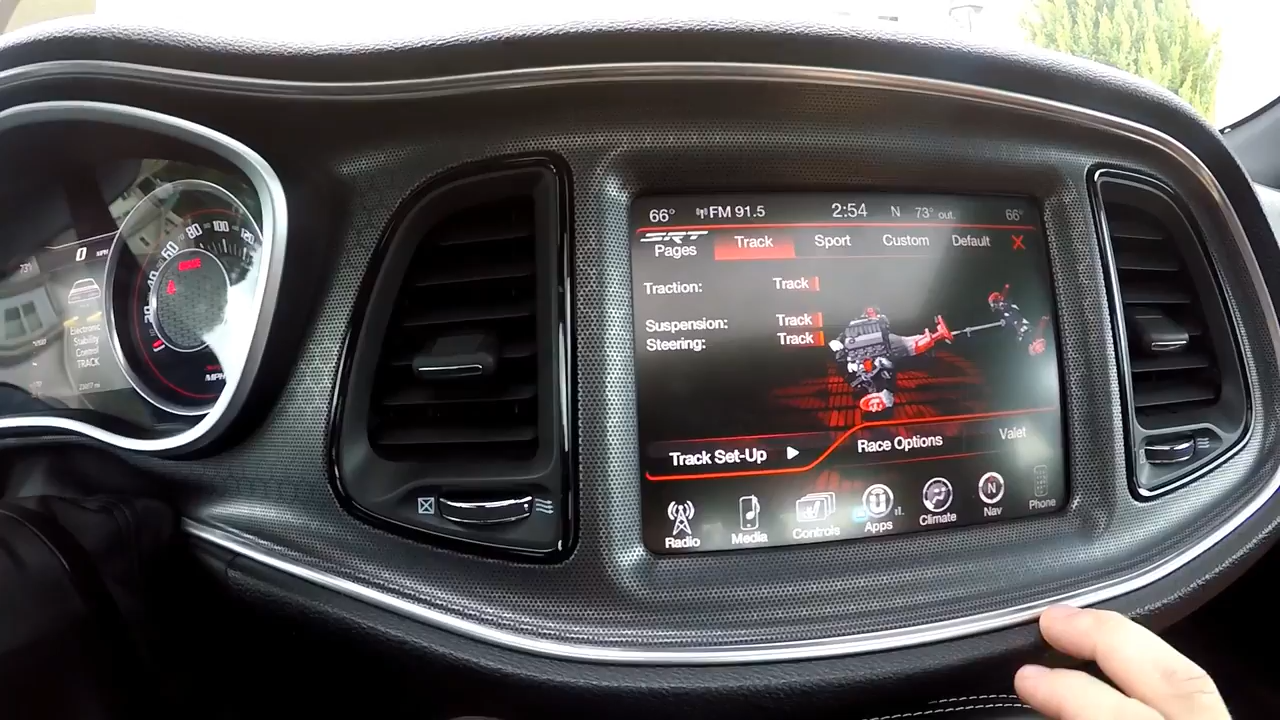 66° FM 91.5 2:54 N 73° out. 66°
SRT
Pages Track Sport Custom Default X
Traction: Track
Suspension: Track
Steering: Track
Track Set-Up Race Options Valet
Radio Media Controls Apps Climate Nav Phone
N
0 MPH
Electronic
Stability
Control
TRACK
20 40 60 80 100 120
MPH